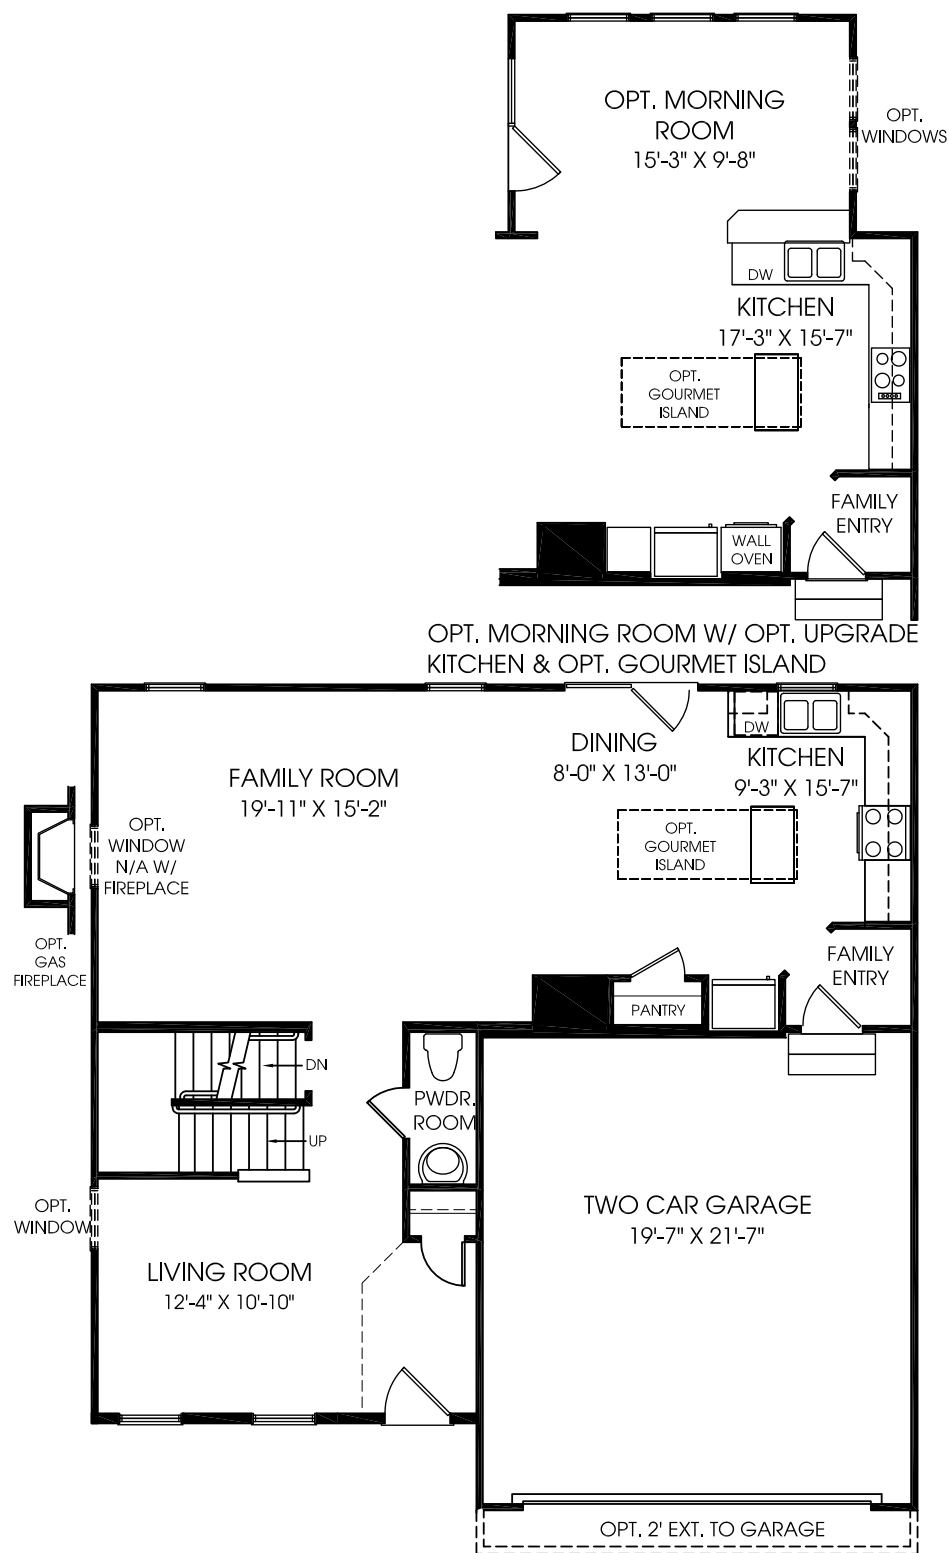 OPT. MORNING
ROOM
15'-3" X 9'-8"
OPT.
WINDOWS
DW
KITCHEN
17'-3" X 15'-7"
OPT.
GOURMET
ISLAND
FAMILY
ENTRY
WALL
OVEN
OPT. MORNING ROOM W/ OPT. UPGRADE
KITCHEN & OPT. GOURMET ISLAND
DW
DINING
8'-0" X 13'-0"
KITCHEN
9'-3" X 15'-7"
FAMILY ROOM
19'-11" X 15'-2"
OPT.
WINDOW
N/A W/
FIREPLACE
OPT.
GOURMET
ISLAND
OPT.
GAS
FIREPLACE
FAMILY
ENTRY
PANTRY
DN
PWDR.
ROOM
UP
OPT.
WINDOW
TWO CAR GARAGE
19'-7" X 21'-7"
LIVING ROOM
12'-4" X 10'-10"
OPT. 2' EXT. TO GARAGE